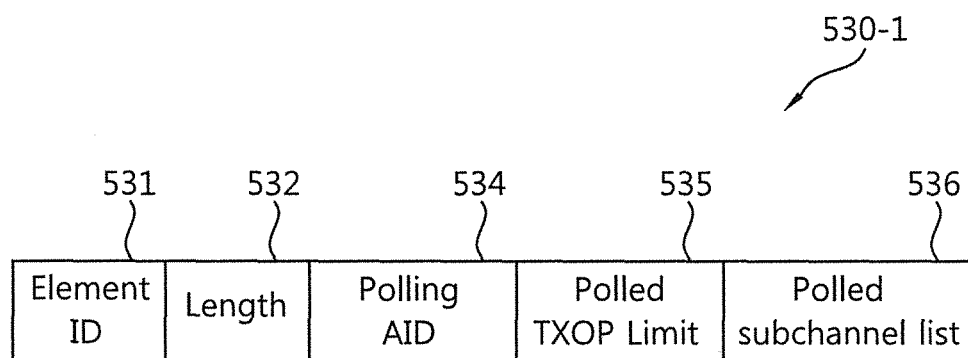 530-1
531
532
534
535
536
Element
ID
Length
Polling
AID
Polled
TXOP Limit
Polled
subchannel list